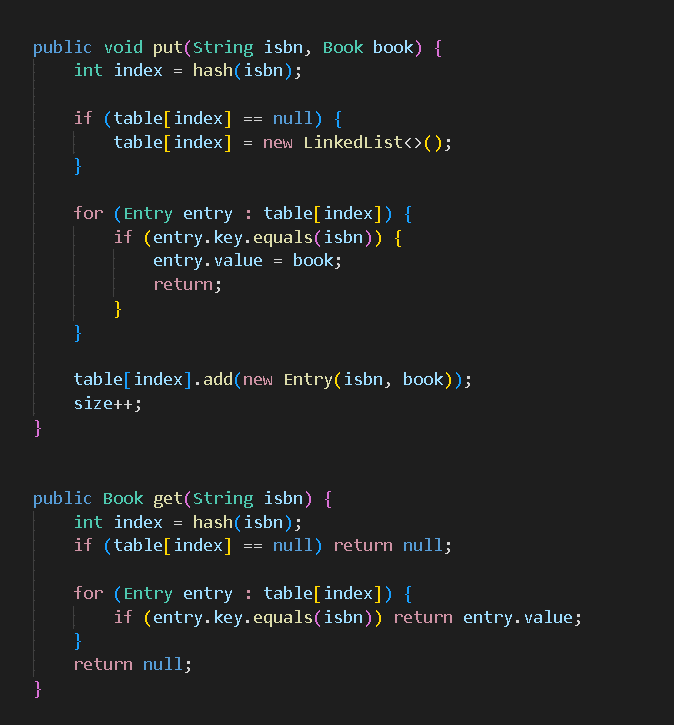 public void put(String isbn, Book book) {
    int index = hash(isbn);

    if (table[index] == null) {
        table[index] = new LinkedList<>();
    }

    for (Entry entry : table[index]) {
        if (entry.key.equals(isbn)) {
            entry.value = book;
            return;
        }
    }

    table[index].add(new Entry(isbn, book));
    size++;
}


public Book get(String isbn) {
    int index = hash(isbn);
    if (table[index] == null) return null;

    for (Entry entry : table[index]) {
        if (entry.key.equals(isbn)) return entry.value;
    }
    return null;
}